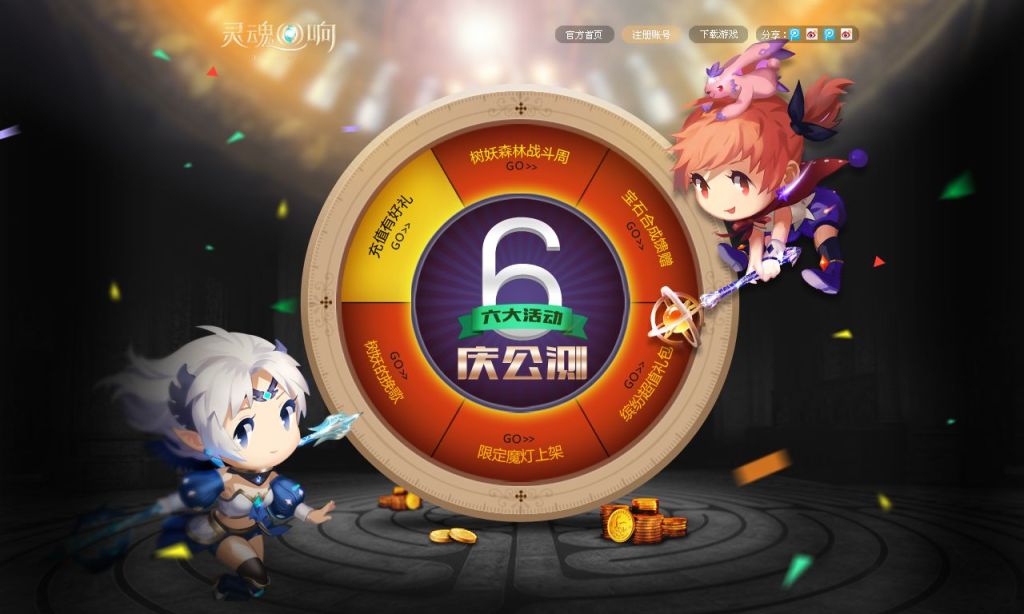 灵魂回响
官方首页
注册账号
下载游戏
分享：
树妖森林战斗周
GO>>
宝石合成馈赠
GO>>
缤纷超值礼包
GO>>
限定魔灯上架
GO>>
树妖的挽歌
GO>>
充值有好礼
GO>>
6
六大活动
庆公测